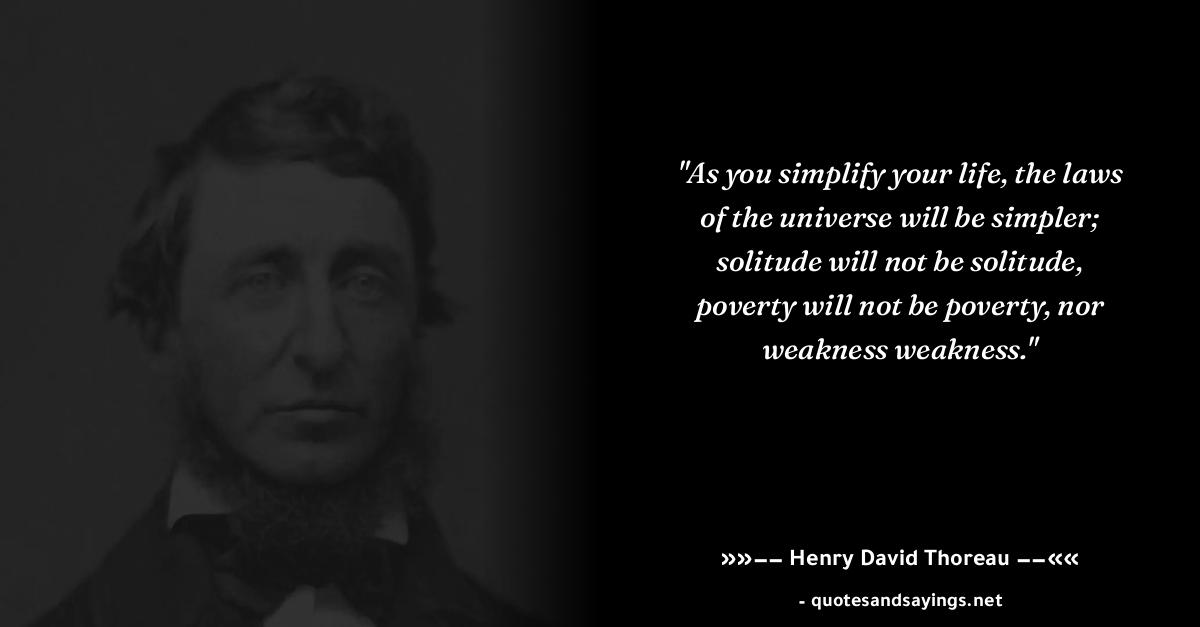 "As you simplify your life, the laws
of the universe will be simpler;
solitude will not be solitude,
poverty will not be poverty, nor
weakness weakness."
»»–– Henry David Thoreau ––««
- quotesandsayings.net